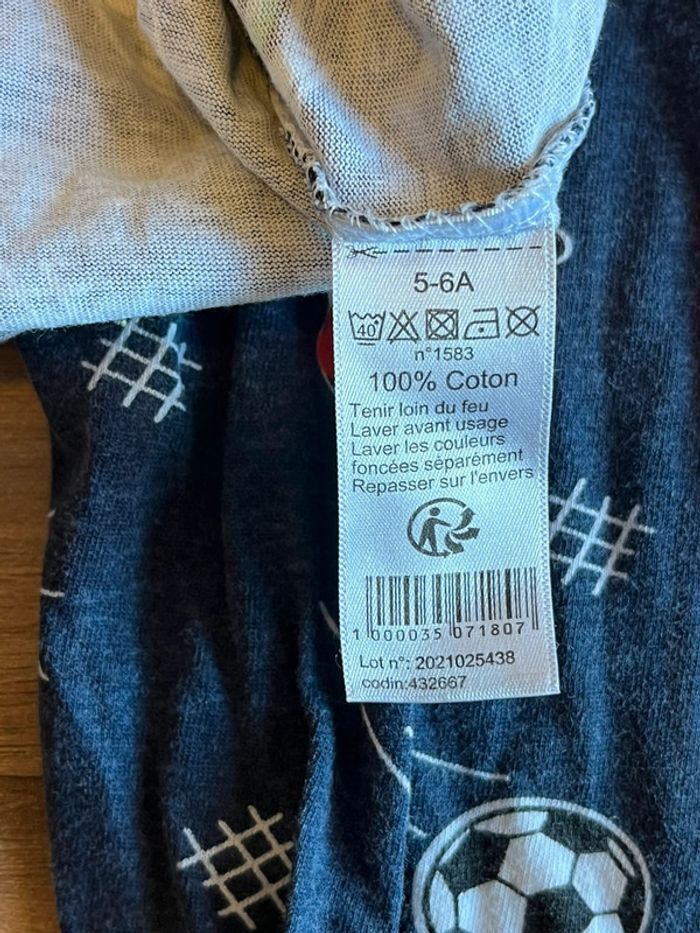 5-6A
40
n°1583
100% Coton
Tenir loin du feu
Laver avant usage
Laver les couleurs
foncées séparément
Repasser sur l'envers
1 000035 071807
Lot n°: 2021025438
codin:432667